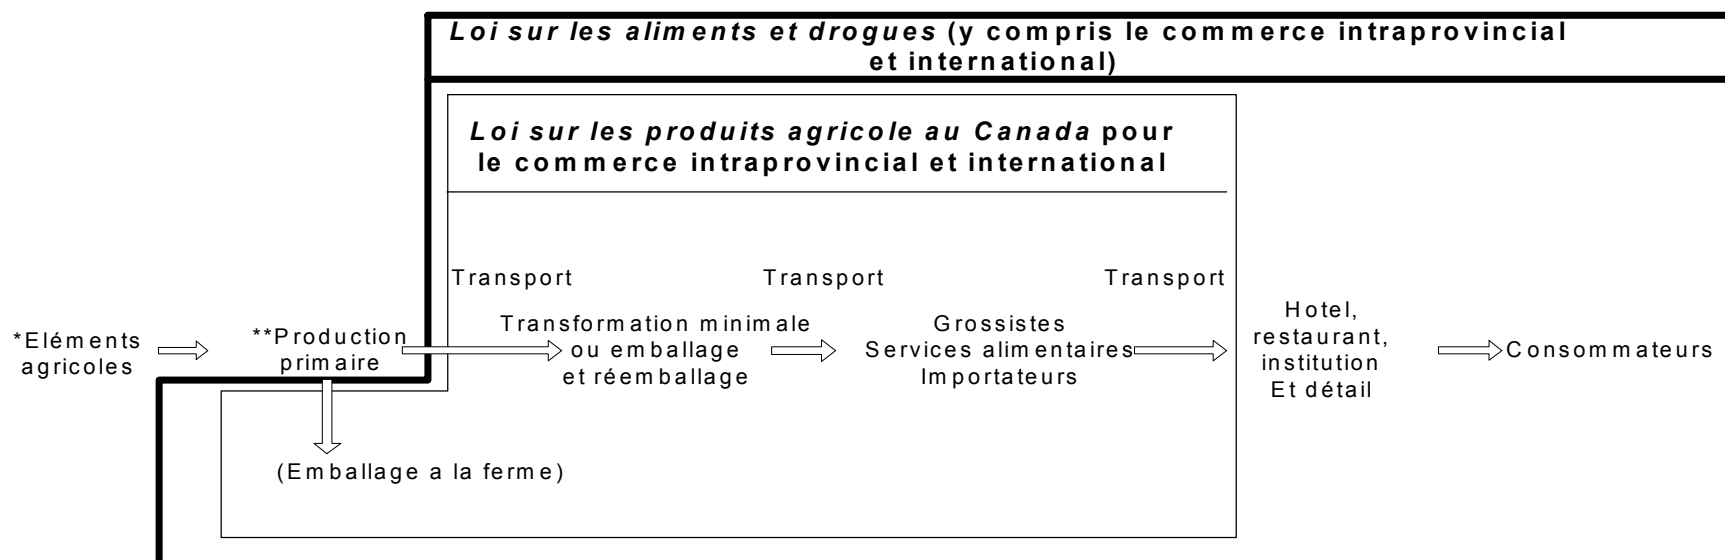 Loi sur les aliments et drogues (y compris le commerce intraprovincial
et international)
Loi sur les produits agricole au Canada pour
le commerce intraprovincial et international
Transport
Transport
Transport
*Eléments
agricoles
**Production
primaire
Transformation minimale
ou emballage
et réemballage
Grossistes
Services alimentaires
Importateurs
Hotel,
restaurant,
institution
Et détail
Consommateurs
(Emballage a la ferme)